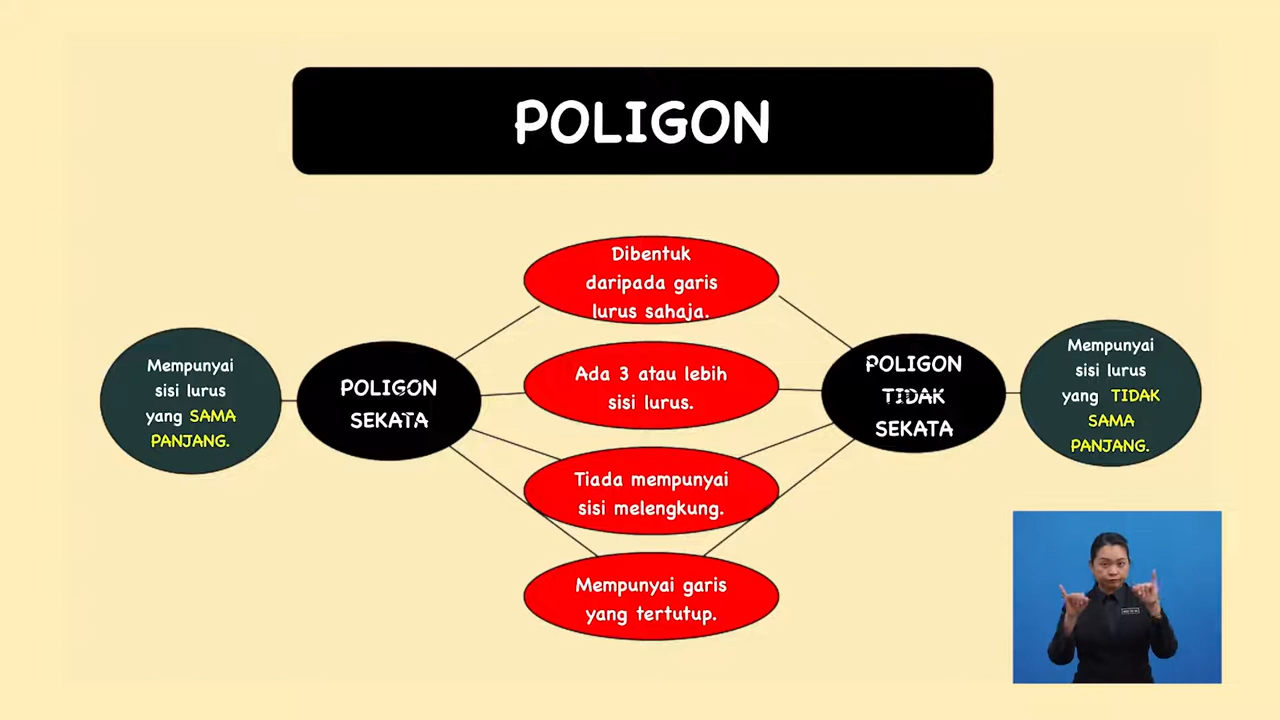 POLIGON
Mempunyai
sisi lurus
yang SAMA
PANJANG.
POLIGON
SEKATA
Dibentuk
daripada garis
lurus sahaja.
Ada 3 atau lebih
sisi lurus.
Tiada mempunyai
sisi melengkung.
Mempunyai garis
yang tertutup.
POLIGON
TIDAK
SEKATA
Mempunyai
sisi lurus
yang TIDAK
SAMA
PANJANG.